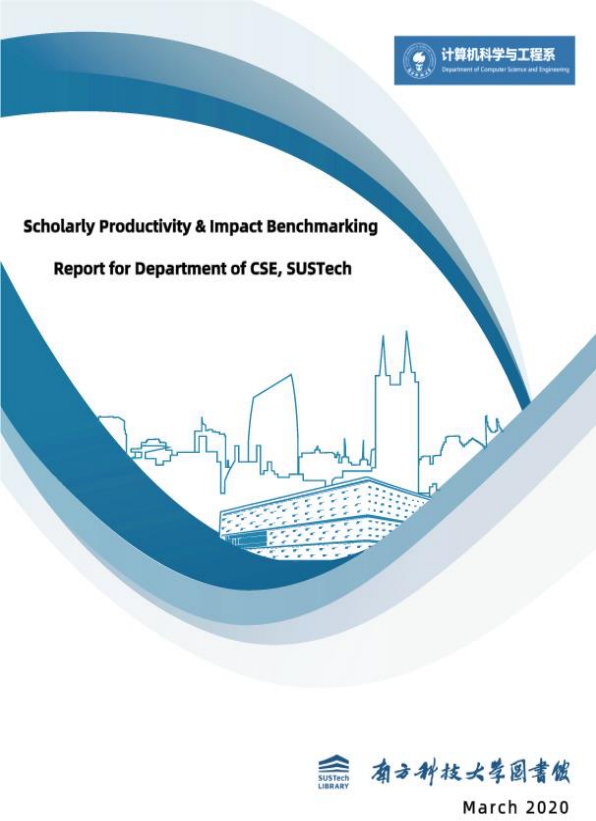 计算机科学与工程系
Department of Computer Science and Engineering
Scholarly Productivity & Impact Benchmarking
Report for Department of CSE, SUSTech
SUSTech
LIBRARY
南方科技大学图书馆
March 2020